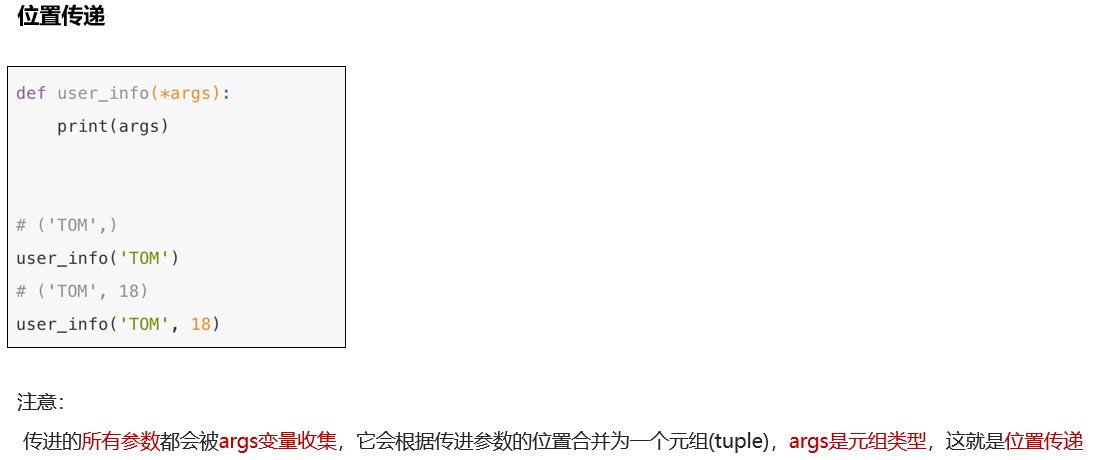 位置传递
def user_info(*args):
    print(args)
# ('TOM',)
user_info('TOM')
# ('TOM', 18)
user_info('TOM', 18)
注意：
传进的所有参数都会被args变量收集，它会根据传进参数的位置合并为一个元组(tuple)，args是元组类型，这就是位置传递